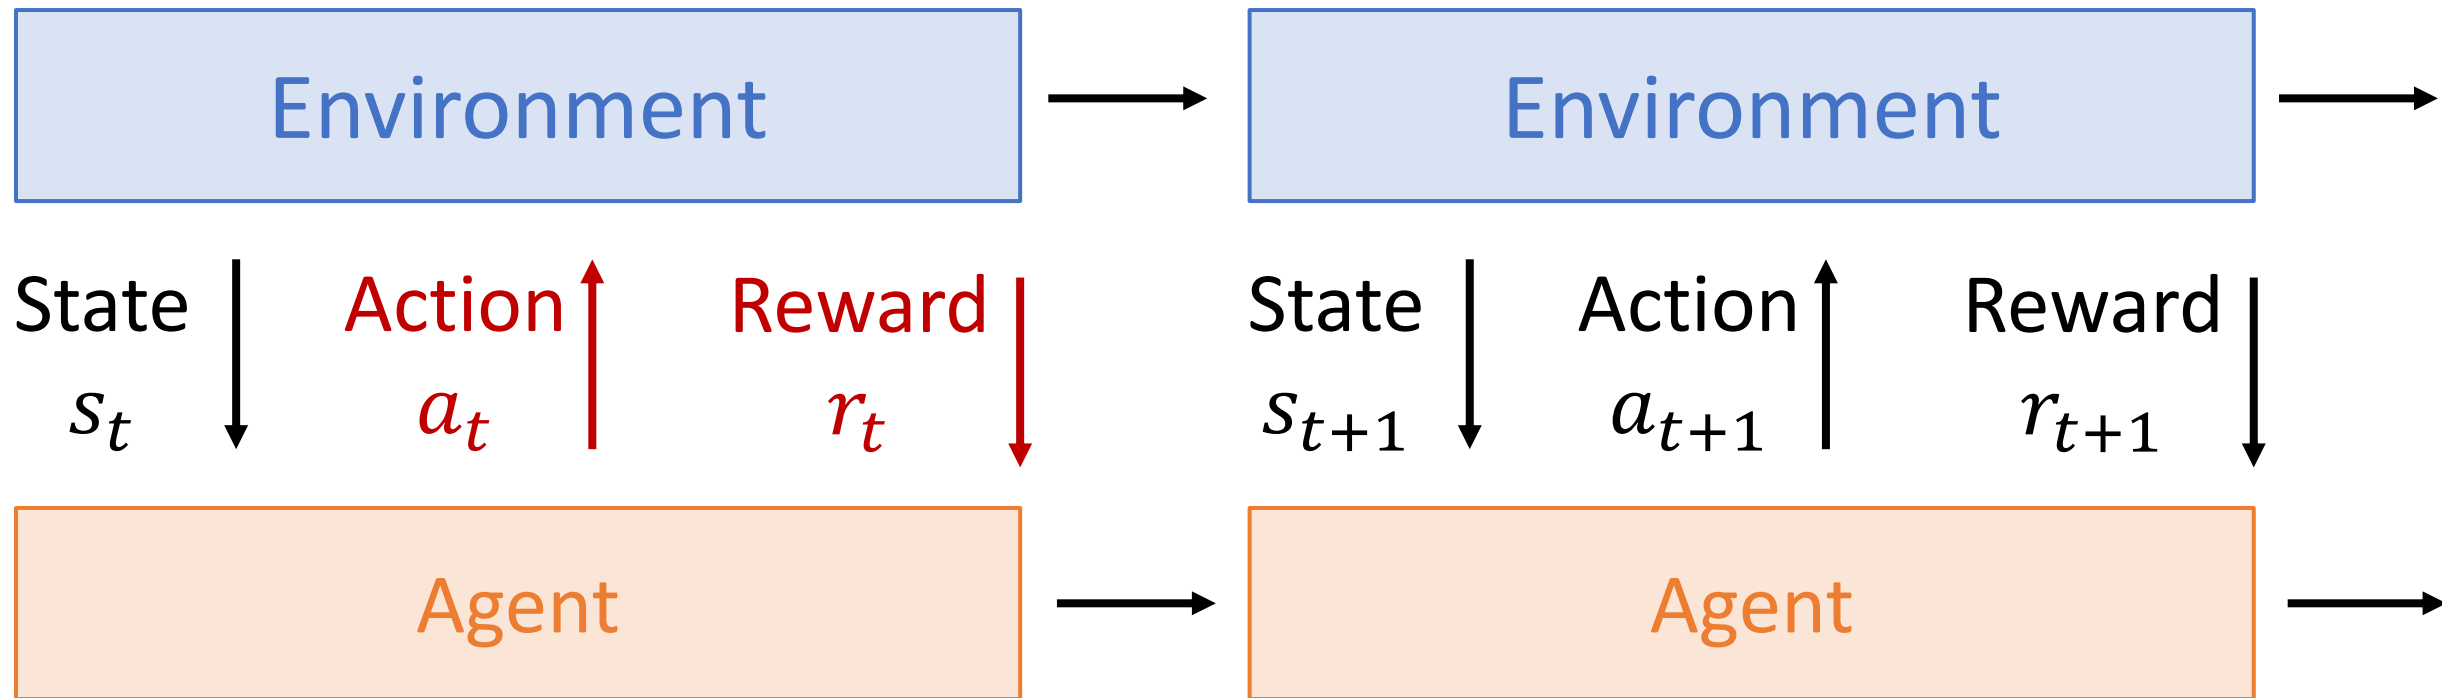 Environment Environment
State Action Reward State Action Reward
s_t a_t r_t s_{t+1} a_{t+1} r_{t+1}
Agent Agent